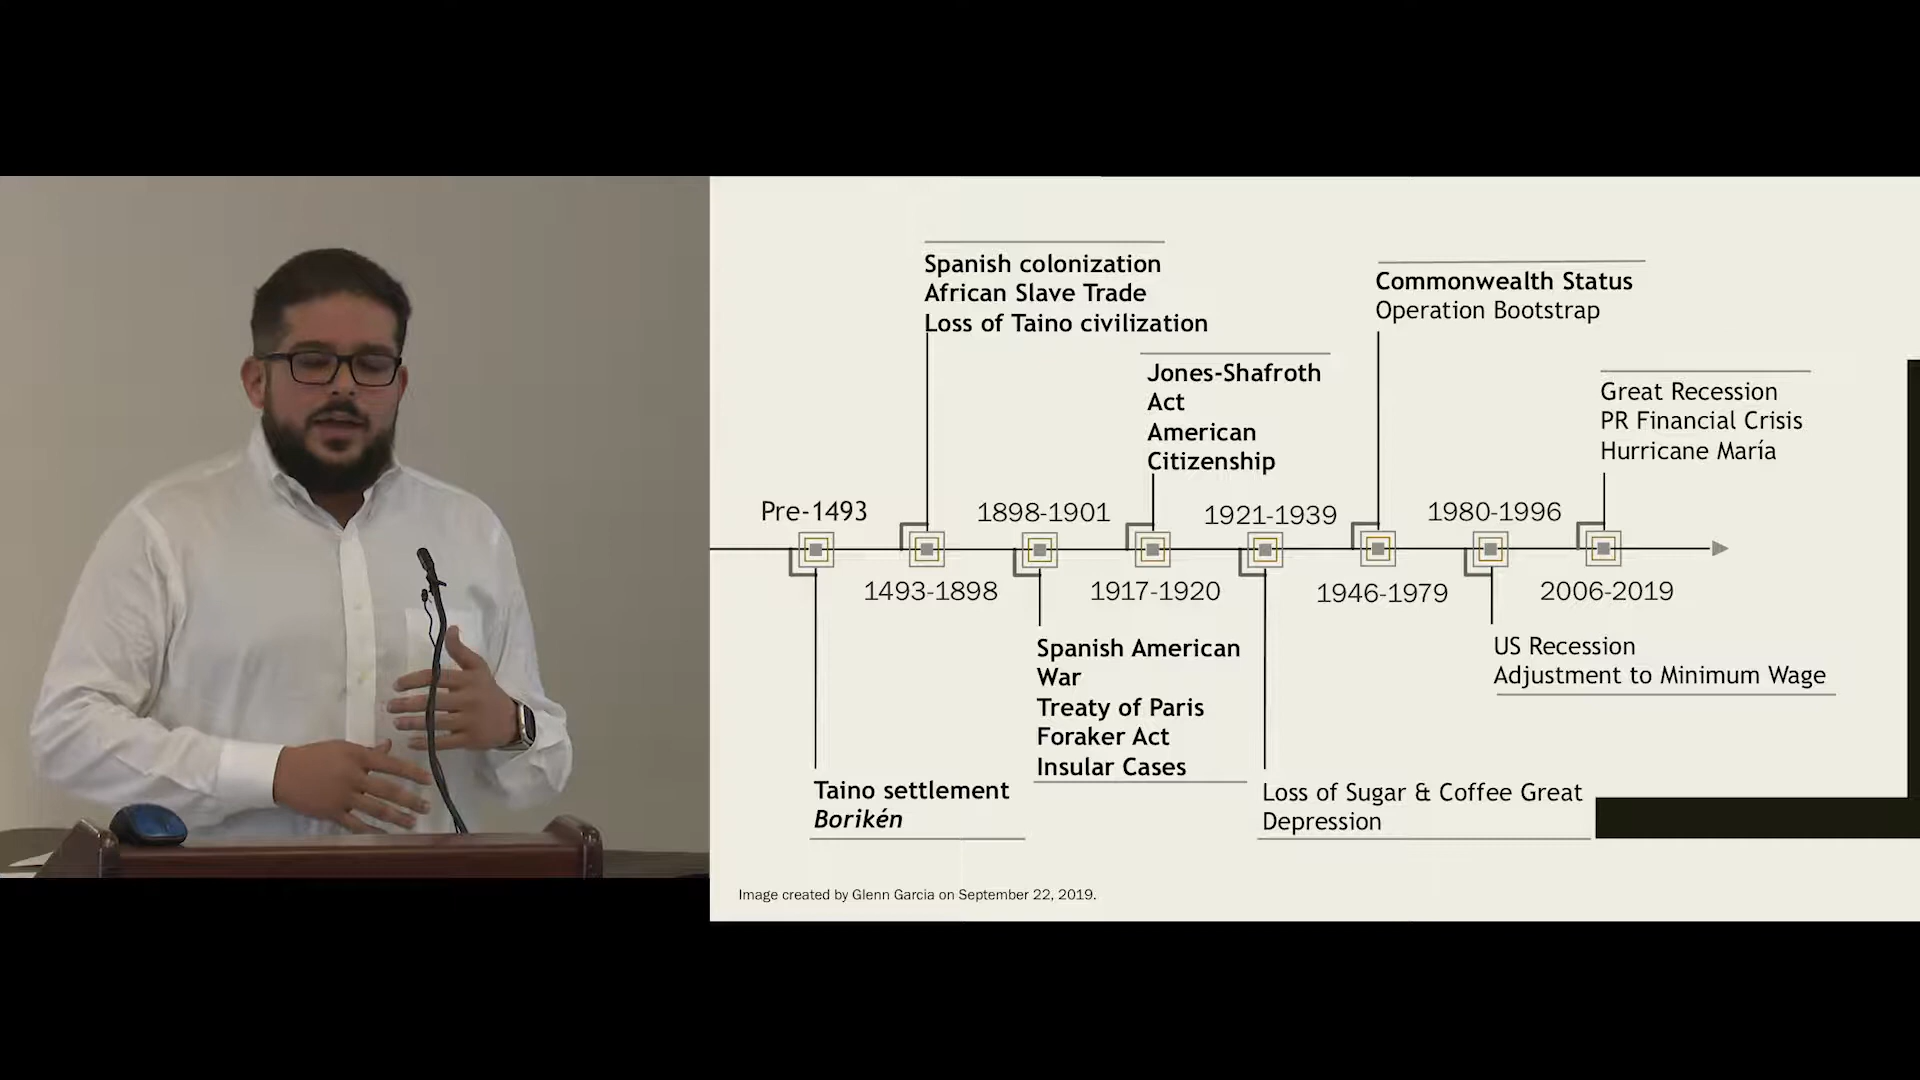 Spanish colonization
African Slave Trade
Loss of Taino civilization
Commonwealth Status
Operation Bootstrap
Jones-Shafroth
Act
American
Citizenship
Great Recession
PR Financial Crisis
Hurricane María
Pre-1493
1898-1901
1921-1939
1980-1996
1493-1898
1917-1920
1946-1979
2006-2019
Spanish American
War
Treaty of Paris
Foraker Act
Insular Cases
US Recession
Adjustment to Minimum Wage
Taino settlement
Borikén
Loss of Sugar & Coffee Great
Depression
Image created by Glenn Garcia on September 22, 2019.